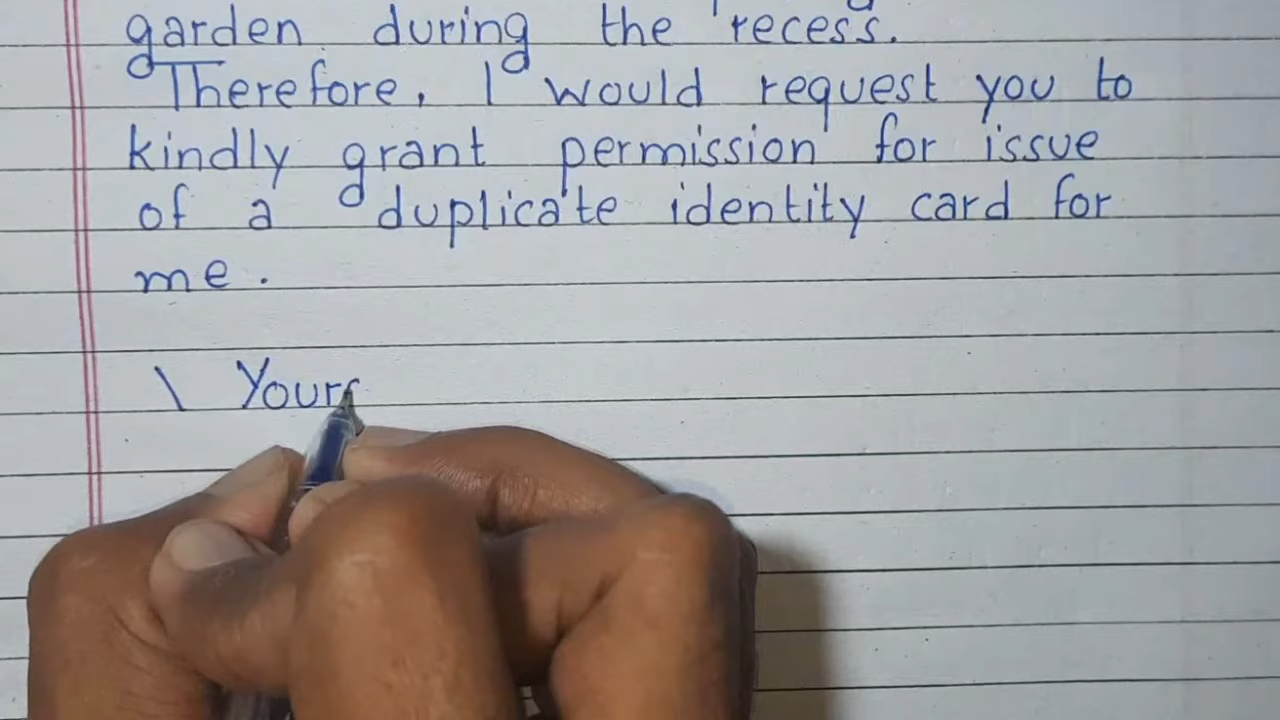 garden during the recess.
Therefore, I would request you to
kindly grant permission for issue
of a duplicate identity card for
me.
\ Yours